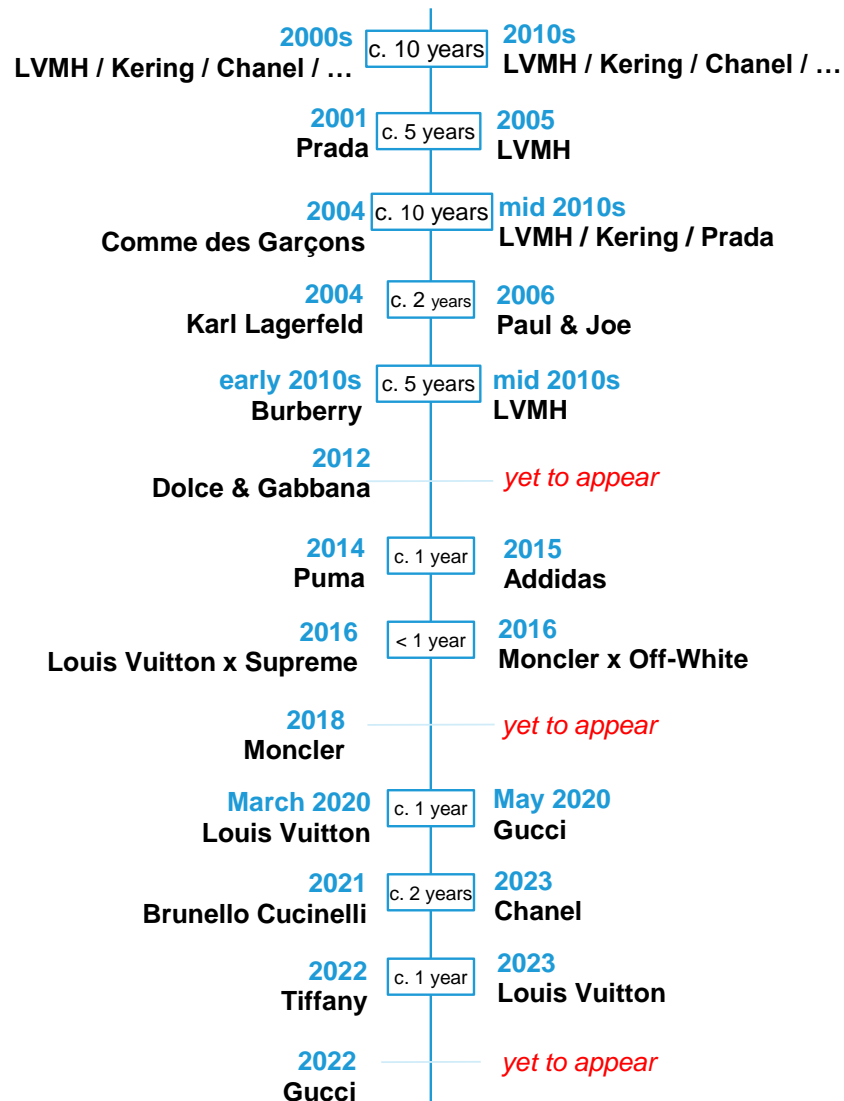 2000s
LVMH / Kering / Chanel / …
c. 10 years
2010s
LVMH / Kering / Chanel / …
2001
Prada
c. 5 years
2005
LVMH
2004
Comme des Garçons
c. 10 years
mid 2010s
LVMH / Kering / Prada
2004
Karl Lagerfeld
c. 2 years
2006
Paul & Joe
early 2010s
Burberry
c. 5 years
mid 2010s
LVMH
2012
Dolce & Gabbana
yet to appear
2014
Puma
c. 1 year
2015
Addidas
2016
Louis Vuitton x Supreme
< 1 year
2016
Moncler x Off-White
2018
Moncler
yet to appear
March 2020
Louis Vuitton
c. 1 year
May 2020
Gucci
2021
Brunello Cucinelli
c. 2 years
2023
Chanel
2022
Tiffany
c. 1 year
2023
Louis Vuitton
2022
Gucci
yet to appear